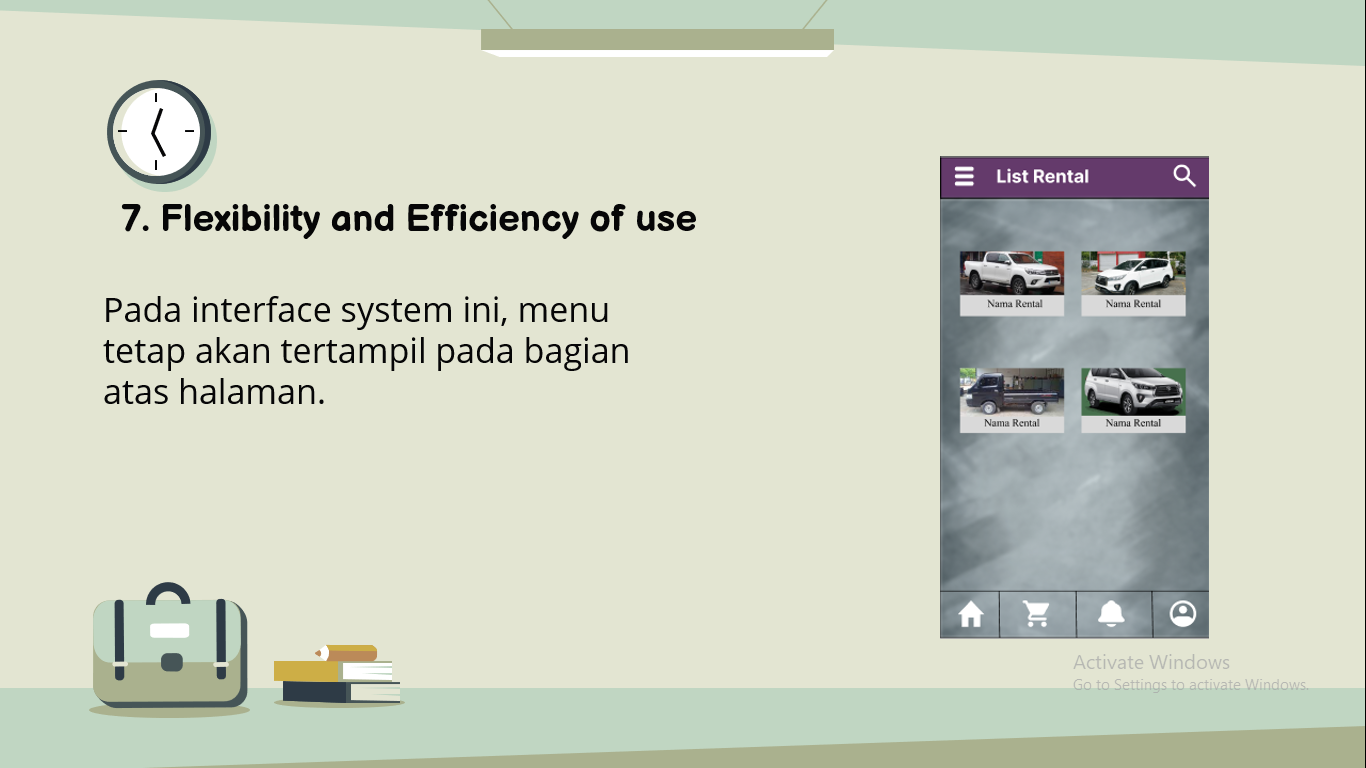 7. Flexibility and Efficiency of use
Pada interface system ini, menu
tetap akan tertampil pada bagian
atas halaman.
List Rental
Nama Rental
Nama Rental
Nama Rental
Nama Rental
Activate Windows
Go to Settings to activate Windows.